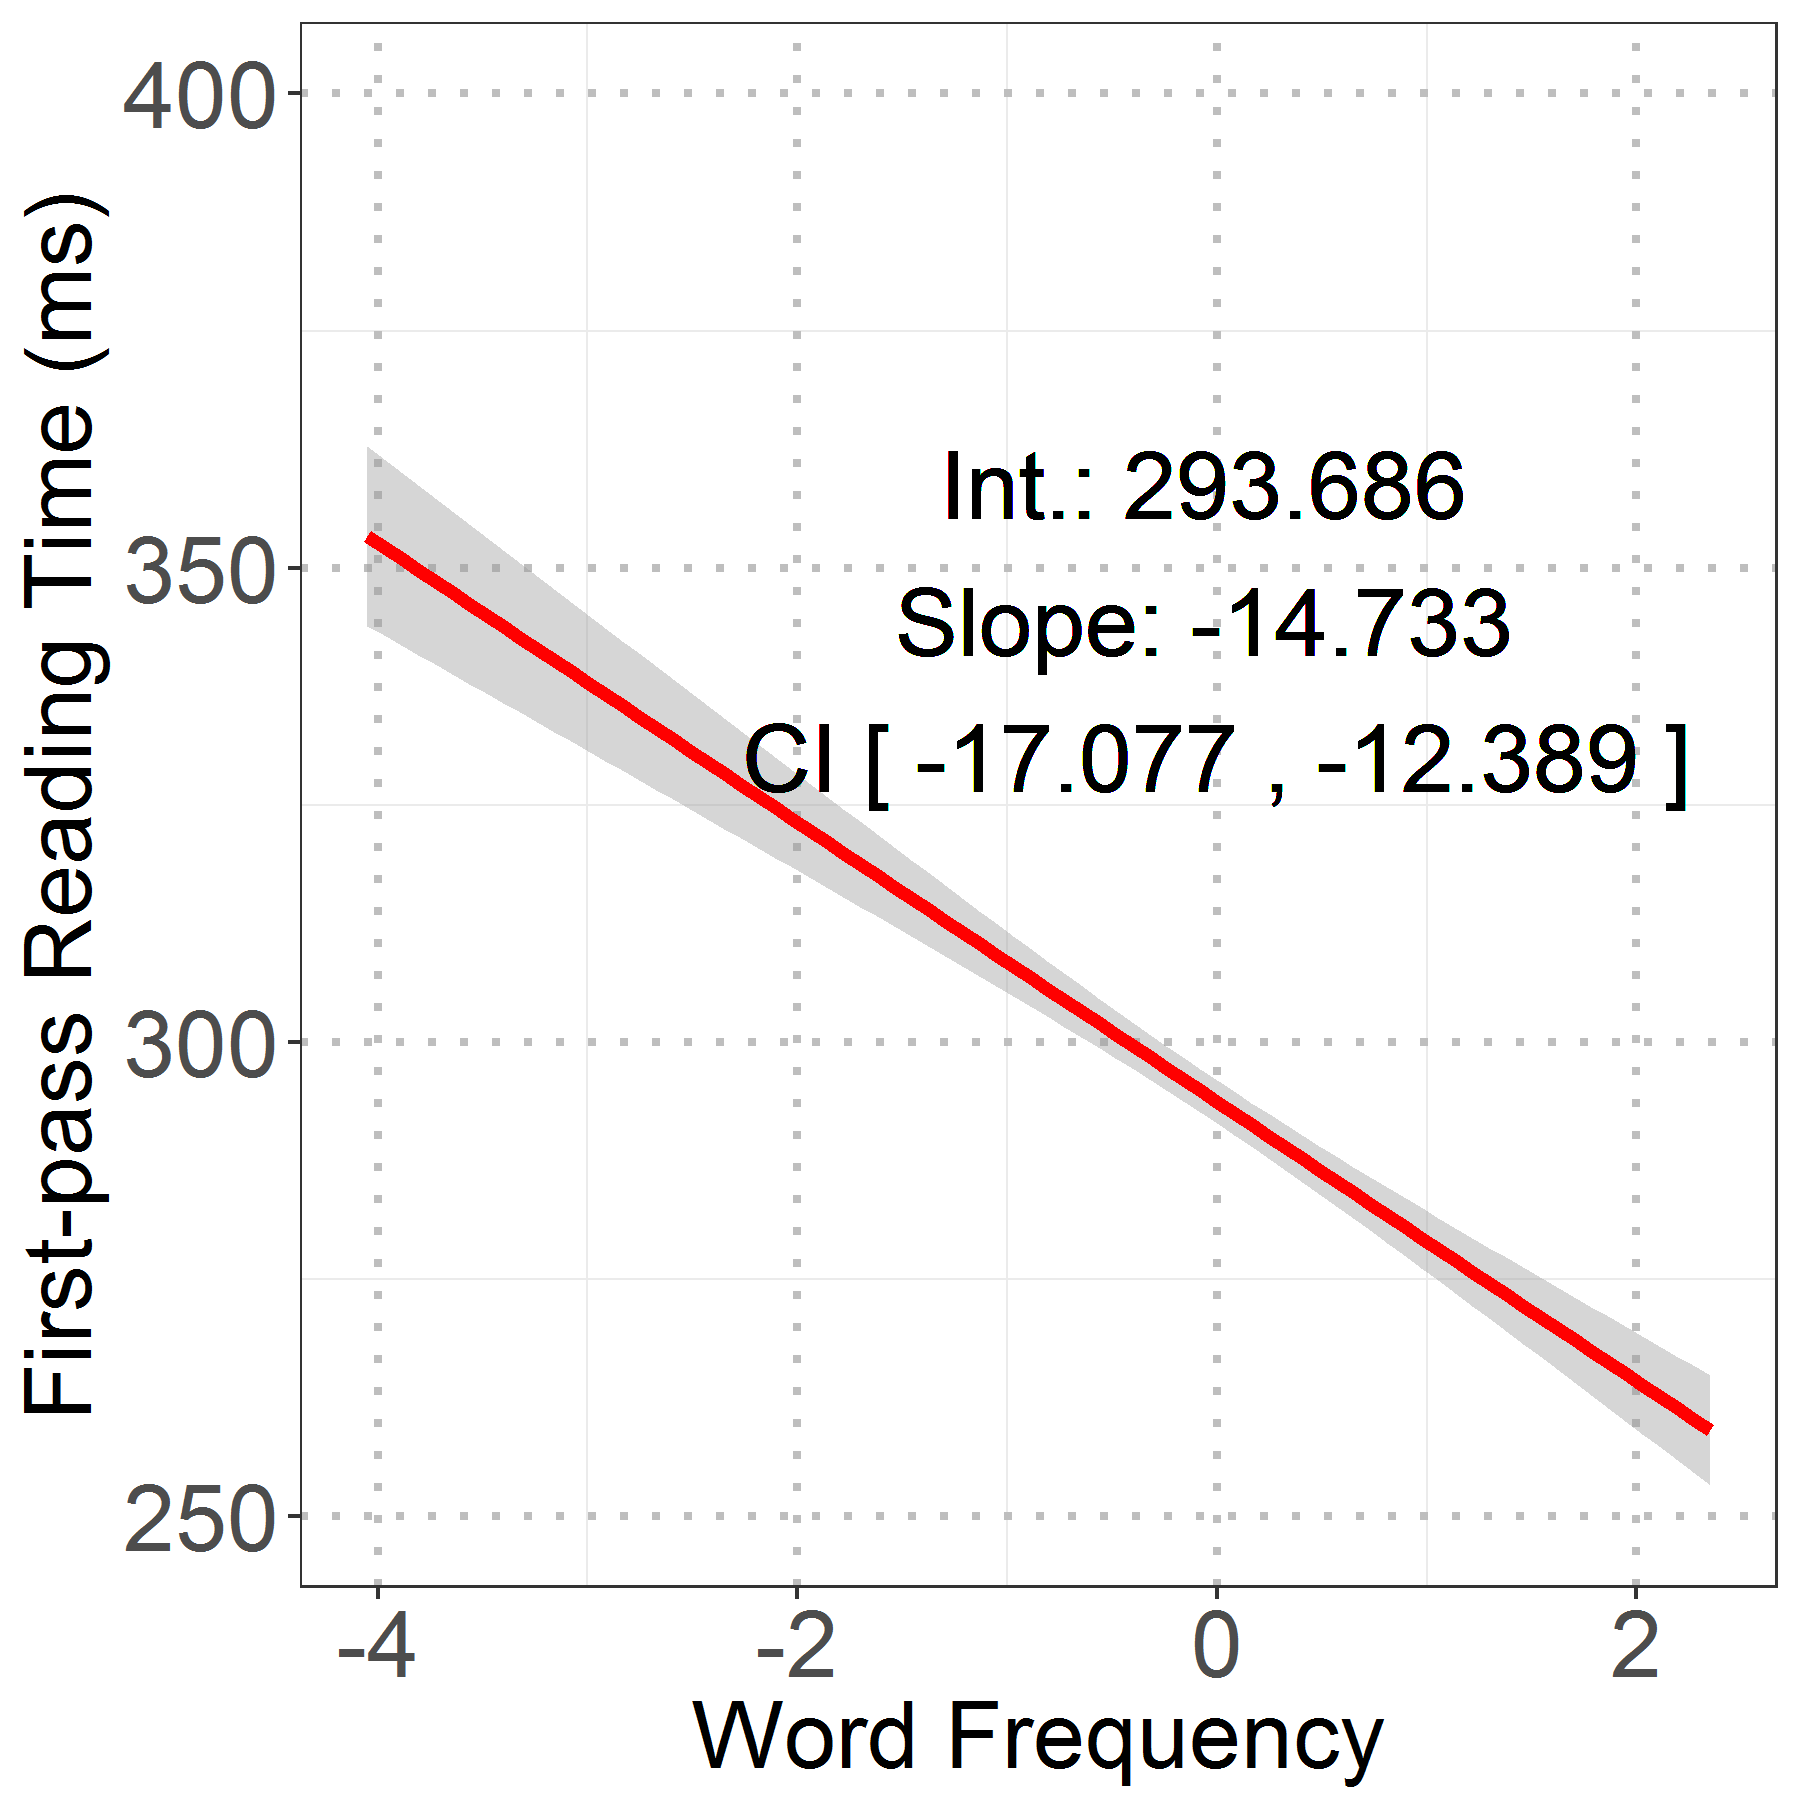 First-pass Reading Time (ms)
400
350
300
250
Int.: 293.686
Slope: -14.733
CI [ -17.077 , -12.389 ]
-4 -2 0 2
Word Frequency